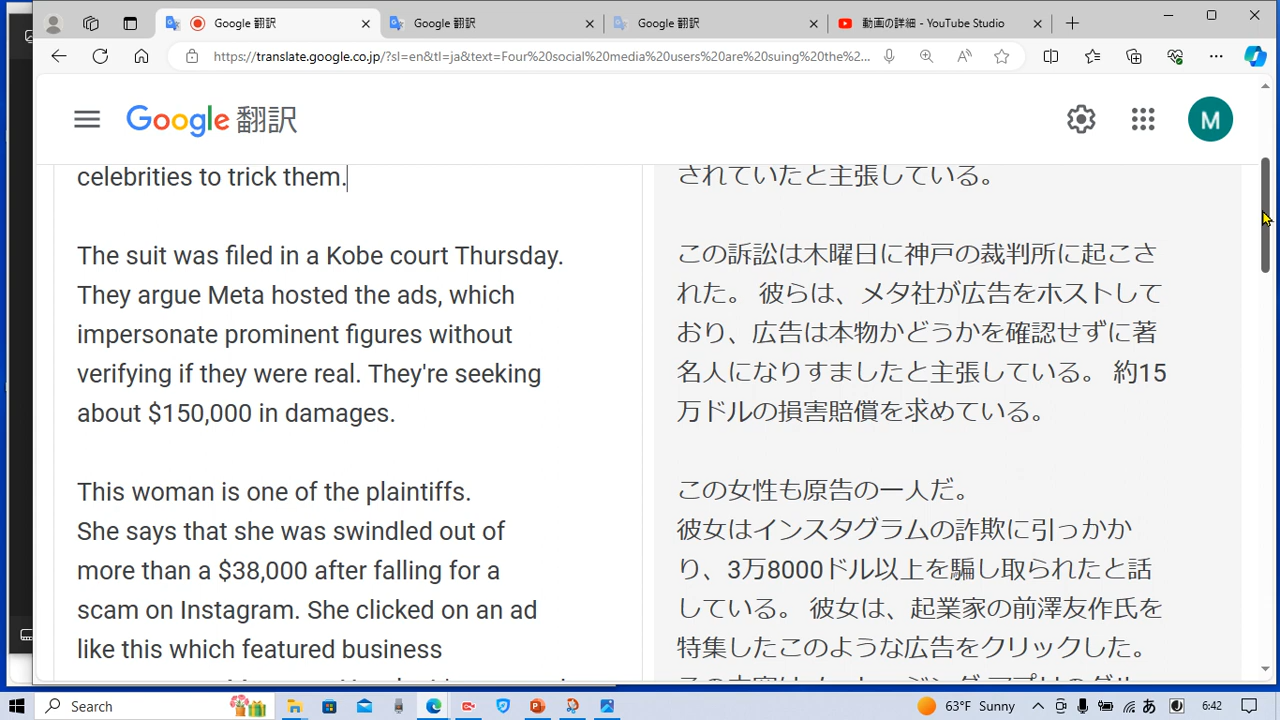 Google 翻訳
Google 翻訳
Google 翻訳
動画の詳細 - YouTube Studio
https://translate.google.co.jp/?sl=en&tl=ja&text=Four%20social%20media%20users%20are%20suing%20the%2...
Google 翻訳
M
celebrities to trick them.
The suit was filed in a Kobe court Thursday.
They argue Meta hosted the ads, which
impersonate prominent figures without
verifying if they were real. They're seeking
about $150,000 in damages.
This woman is one of the plaintiffs.
She says that she was swindled out of
more than a $38,000 after falling for a
scam on Instagram. She clicked on an ad
like this which featured business
されていたと主張している。
この訴訟は木曜日に神戸の裁判所に起こさ
れた。 彼らは、メタ社が広告をホストして
おり、広告は本物かどうかを確認せずに著
名人になりすましたと主張している。 約15
万ドルの損害賠償を求めている。
この女性も原告の一人だ。
彼女はインスタグラムの詐欺に引っかか
り、3万8000ドル以上を騙し取られたと話
している。 彼女は、起業家の前澤友作氏を
特集したこのような広告をクリックした。
Search
63°F Sunny
あ
6:42